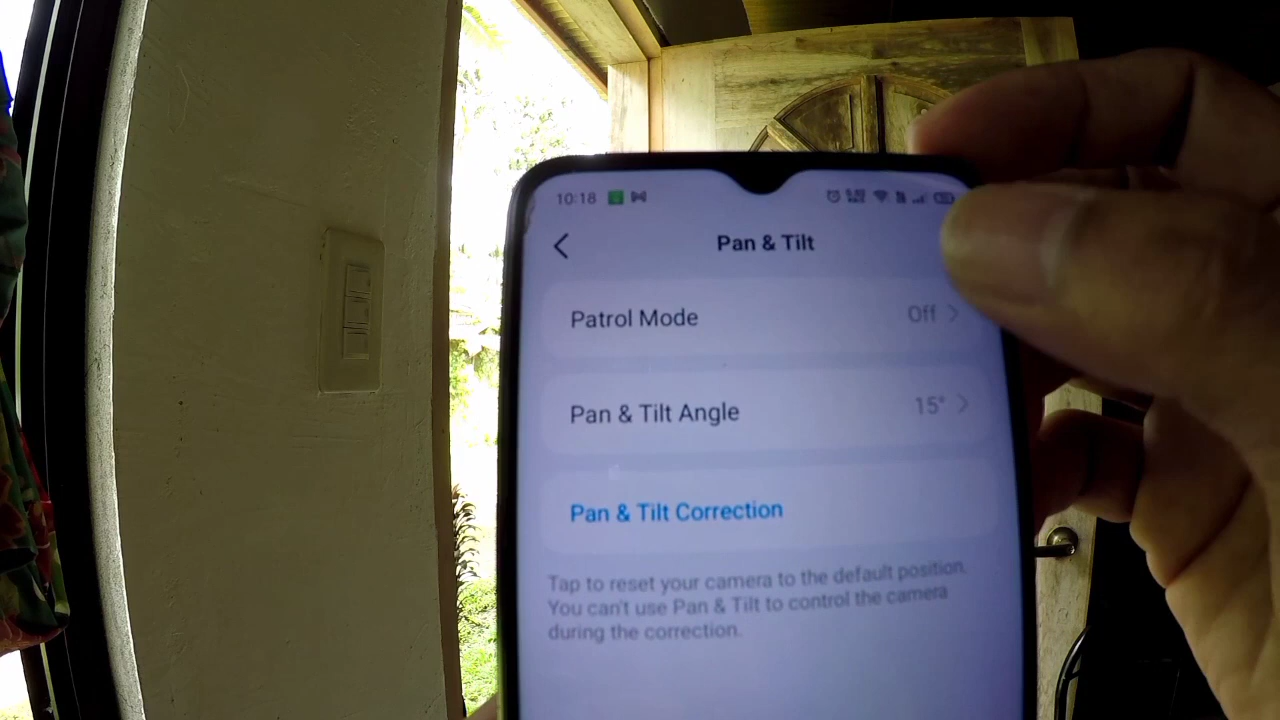 10:18
Pan & Tilt
Patrol Mode Off
Pan & Tilt Angle 15°
Pan & Tilt Correction
Tap to reset your camera to the default position.
You can't use Pan & Tilt to control the camera
during the correction.